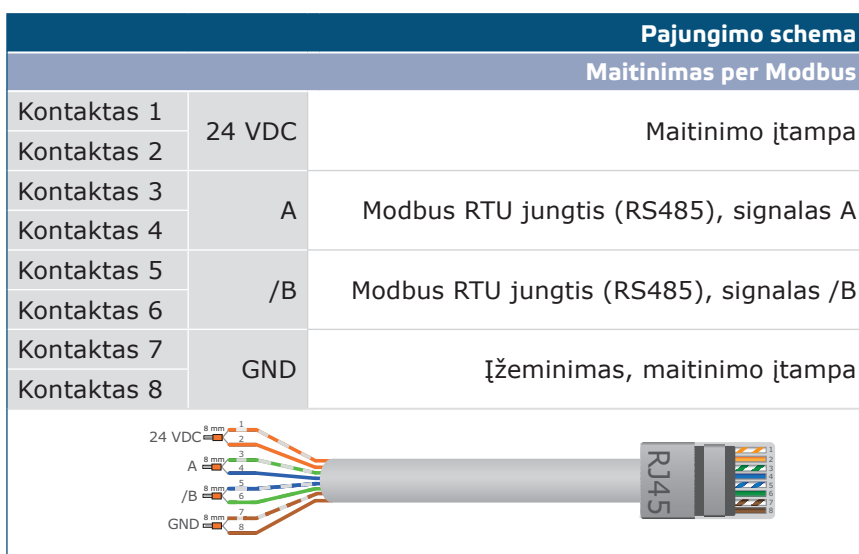 Pajungimo schema
Maitinimas per Modbus
Kontaktas 1
Kontaktas 2
24 VDC
Maitinimo įtampa
Kontaktas 3
Kontaktas 4
A
Modbus RTU jungtis (RS485), signalas A
Kontaktas 5
Kontaktas 6
/B
Modbus RTU jungtis (RS485), signalas /B
Kontaktas 7
Kontaktas 8
GND
Įžeminimas, maitinimo įtampa
24 VDC 8 mm 1
2
A 8 mm 3
4
/B 8 mm 5
6
GND 8 mm 7
8
RJ45
1
2
3
4
5
6
7
8